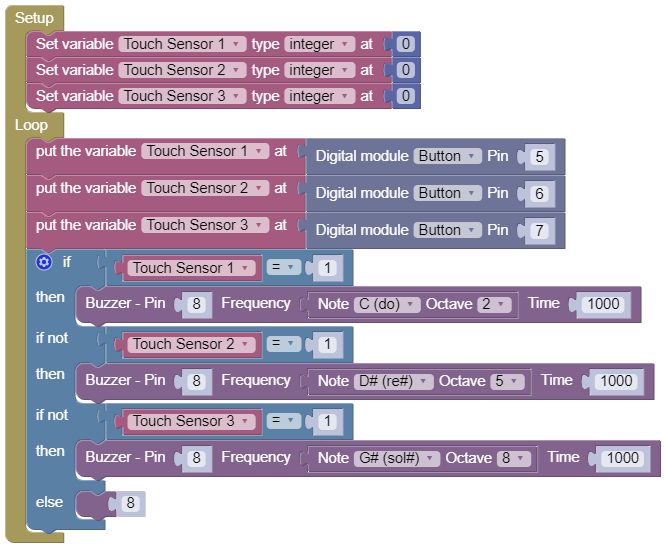 Setup
Set variable Touch Sensor 1 type integer at 0
Set variable Touch Sensor 2 type integer at 0
Set variable Touch Sensor 3 type integer at 0
Loop
put the variable Touch Sensor 1 at Digital module Button Pin 5
put the variable Touch Sensor 2 at Digital module Button Pin 6
put the variable Touch Sensor 3 at Digital module Button Pin 7
if Touch Sensor 1 = 1
then Buzzer - Pin 8 Frequency Note C (do) Octave 2 Time 1000
if not Touch Sensor 2 = 1
then Buzzer - Pin 8 Frequency Note D# (re#) Octave 5 Time 1000
if not Touch Sensor 3 = 1
then Buzzer - Pin 8 Frequency Note G# (sol#) Octave 8 Time 1000
else 8